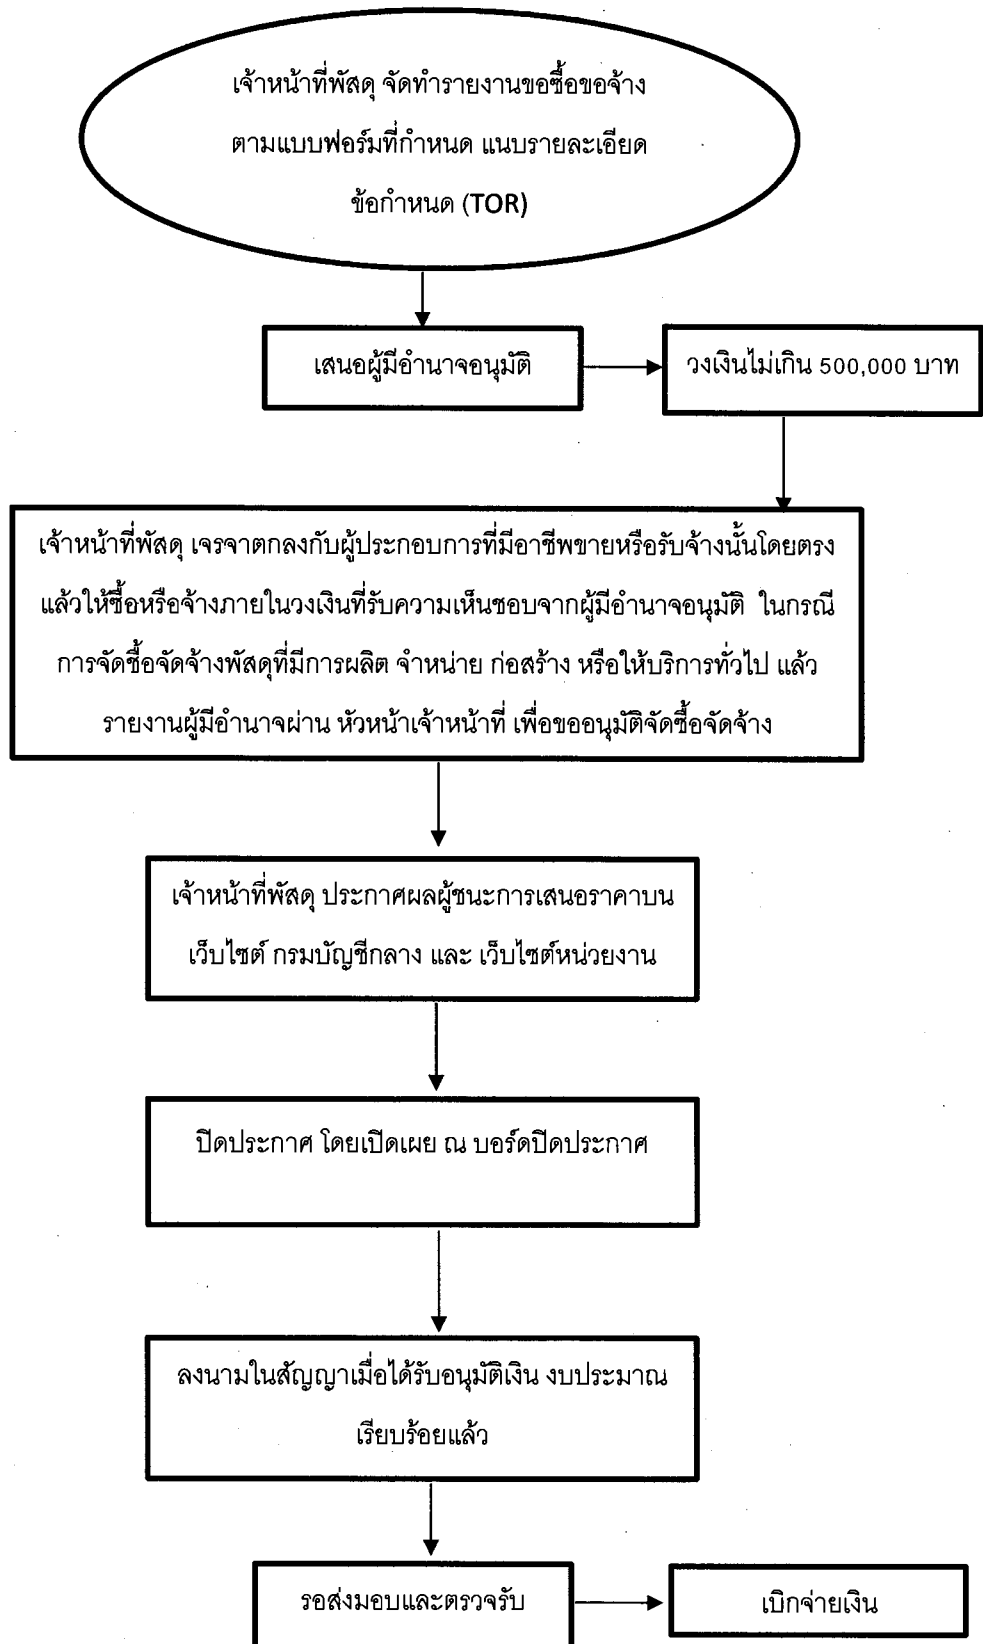 เจ้าหน้าที่พัสดุ จัดทำรายงานขอซื้อขอจ้าง
ตามแบบฟอร์มที่กำหนด แนบรายละเอียด
ข้อกำหนด (TOR)
เสนอผู้มีอำนาจอนุมัติ
วงเงินไม่เกิน 500,000 บาท
เจ้าหน้าที่พัสดุ เจรจาตกลงกับผู้ประกอบการที่มีอาชีพขายหรือรับจ้างนั้นโดยตรง
แล้วให้ซื้อหรือจ้างภายในวงเงินที่รับความเห็นชอบจากผู้มีอำนาจอนุมัติ ในกรณี
การจัดซื้อจัดจ้างพัสดุที่มีการผลิต จำหน่าย ก่อสร้าง หรือให้บริการทั่วไป แล้ว
รายงานผู้มีอำนาจผ่าน หัวหน้าเจ้าหน้าที่ เพื่อขออนุมัติจัดซื้อจัดจ้าง
เจ้าหน้าที่พัสดุ ประกาศผลผู้ชนะการเสนอราคาบน
เว็บไซต์ กรมบัญชีกลาง และ เว็บไซต์หน่วยงาน
ปิดประกาศ โดยเปิดเผย ณ บอร์ดปิดประกาศ
ลงนามในสัญญาเมื่อได้รับอนุมัติเงิน งบประมาณ
เรียบร้อยแล้ว
รอส่งมอบและตรวจรับ
เบิกจ่ายเงิน